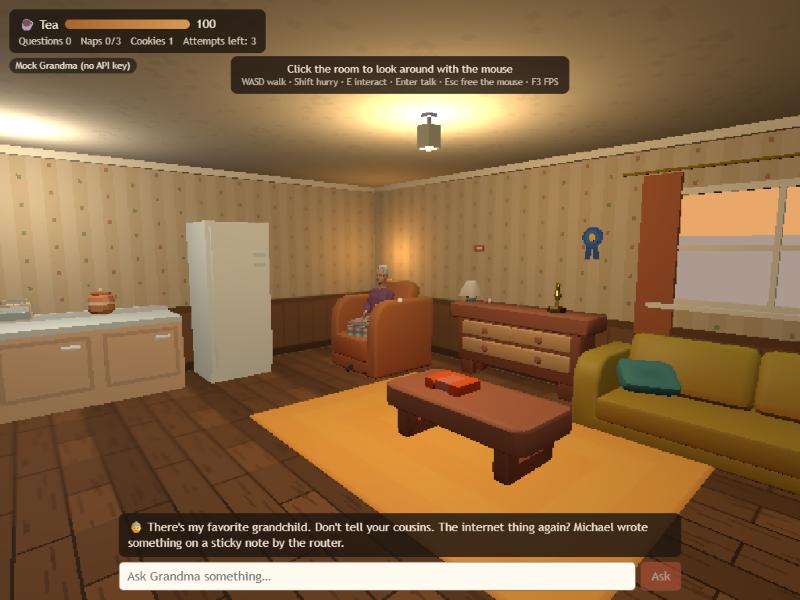 Tea 100
Questions 0 Naps 0/3 Cookies 1 Attempts left: 3
Mock Grandma (no API key)
Click the room to look around with the mouse
WASD walk · Shift hurry · E interact · Enter talk · Esc free the mouse · F3 FPS
There's my favorite grandchild. Don't tell your cousins. The internet thing again? Michael wrote
something on a sticky note by the router.
Ask Grandma something... Ask